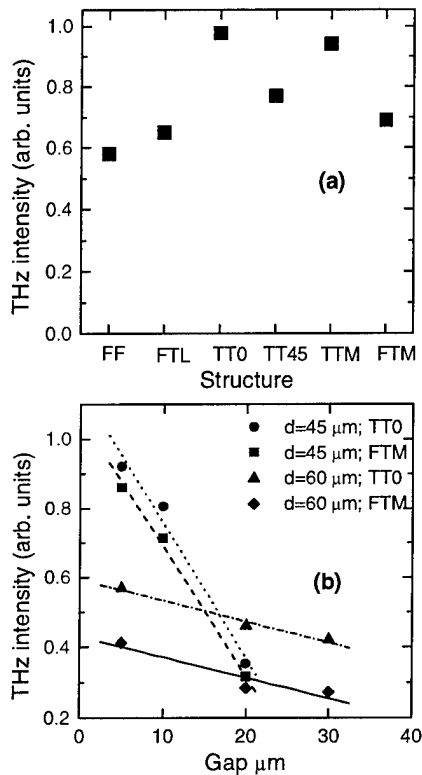 1.0
0.8
0.6
0.4
0.2
0.0
THz intensity (arb. units)
(a)
FF FTL TT0 TT45 TTM FTM
Structure
1.0
0.8
0.6
0.4
0.2
THz intensity (arb. units)
d=45 μm; TT0
d=45 μm; FTM
d=60 μm; TT0
d=60 μm; FTM
(b)
0 10 20 30 40
Gap μm